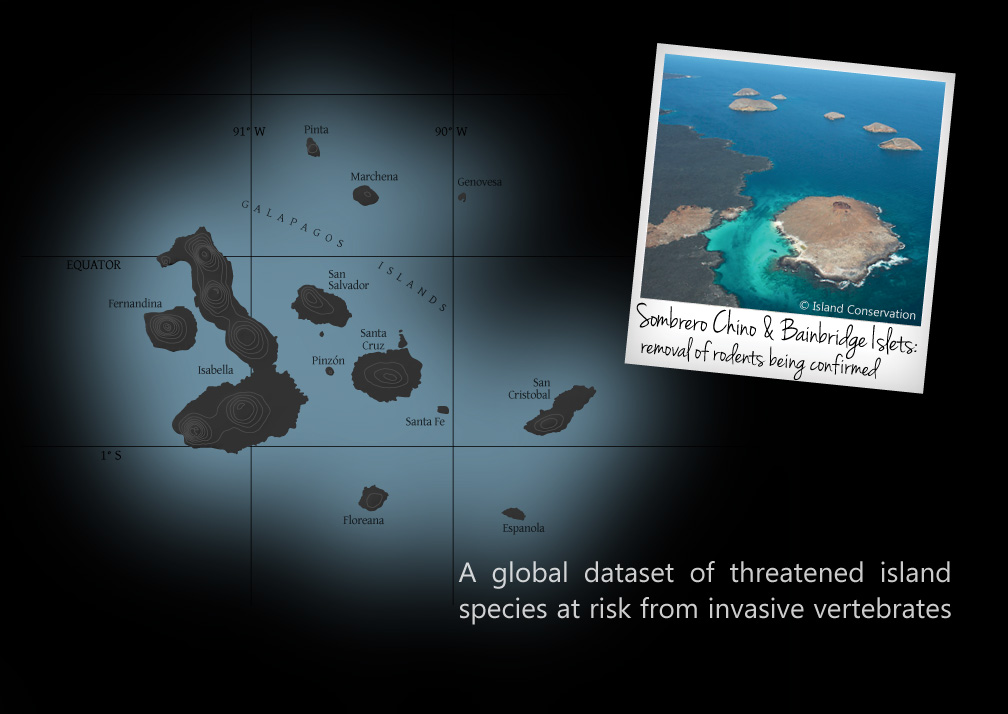 91° W
90° W
Pinta
Marchena
Genovesa
GALAPAGOS
ISLANDS
EQUATOR
San
Salvador
Fernandina
Santa
Cruz
Pinzón
Isabella
San
Cristobal
Santa Fe
1° S
Floreana
Espanola
© Island Conservation
Sombrero Chino & Bainbridge Islets:
removal of rodents being confirmed
A global dataset of threatened island
species at risk from invasive vertebrates